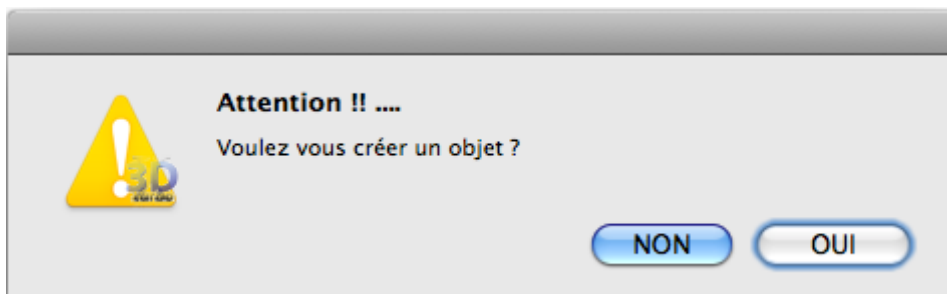 Attention !! ....
Voulez vous créer un objet ?
3D
NON OUI